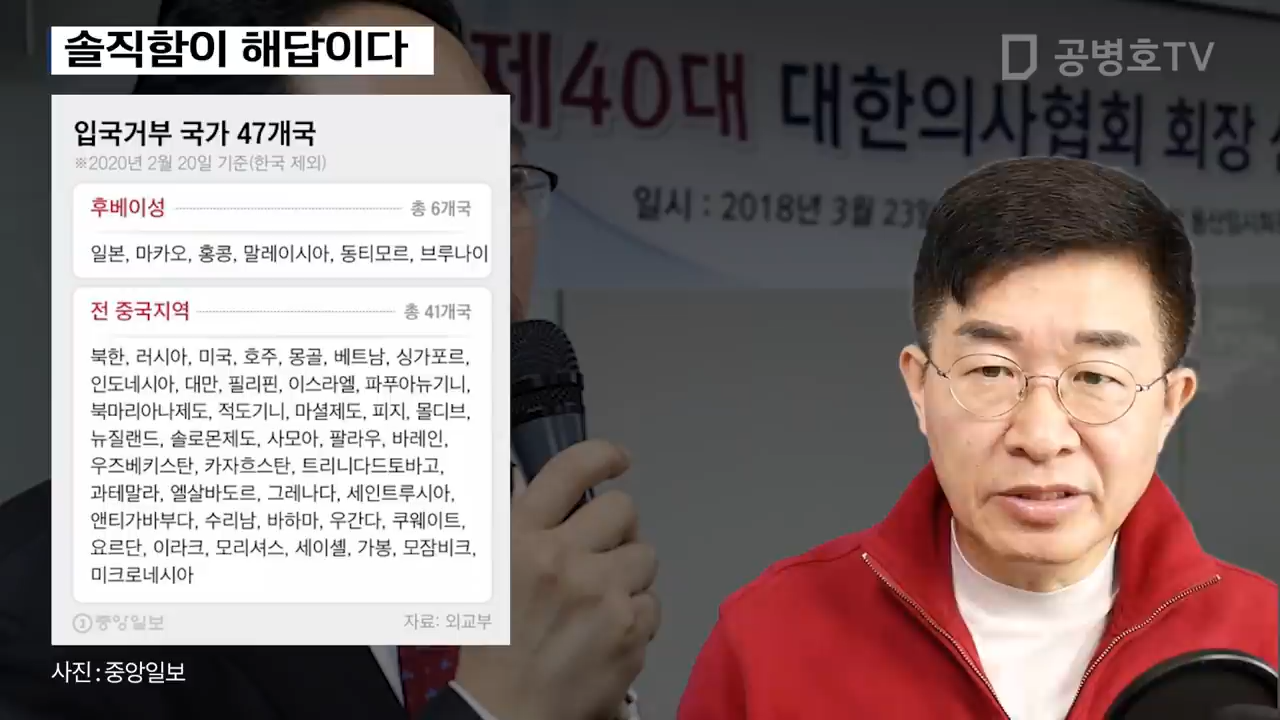 솔직함이 해답이다
공병호TV
제40대 대한의사협회 회장
일시 : 2018년 3월 23일
입국거부 국가 47개국
※2020년 2월 20일 기준(한국 제외)
후베이성 총 6개국
일본, 마카오, 홍콩, 말레이시아, 동티모르, 브루나이
전 중국지역 총 41개국
북한, 러시아, 미국, 호주, 몽골, 베트남, 싱가포르,
인도네시아, 대만, 필리핀, 이스라엘, 파푸아뉴기니,
북마리아나제도, 적도기니, 마셜제도, 피지, 몰디브,
뉴질랜드, 솔로몬제도, 사모아, 팔라우, 바레인,
우즈베키스탄, 카자흐스탄, 트리니다드토바고,
과테말라, 엘살바도르, 그레나다, 세인트루시아,
앤티가바부다, 수리남, 바하마, 우간다, 쿠웨이트,
요르단, 이라크, 모리셔스, 세이셸, 가봉, 모잠비크,
미크로네시아
중앙일보 자료: 외교부
사진 : 중앙일보